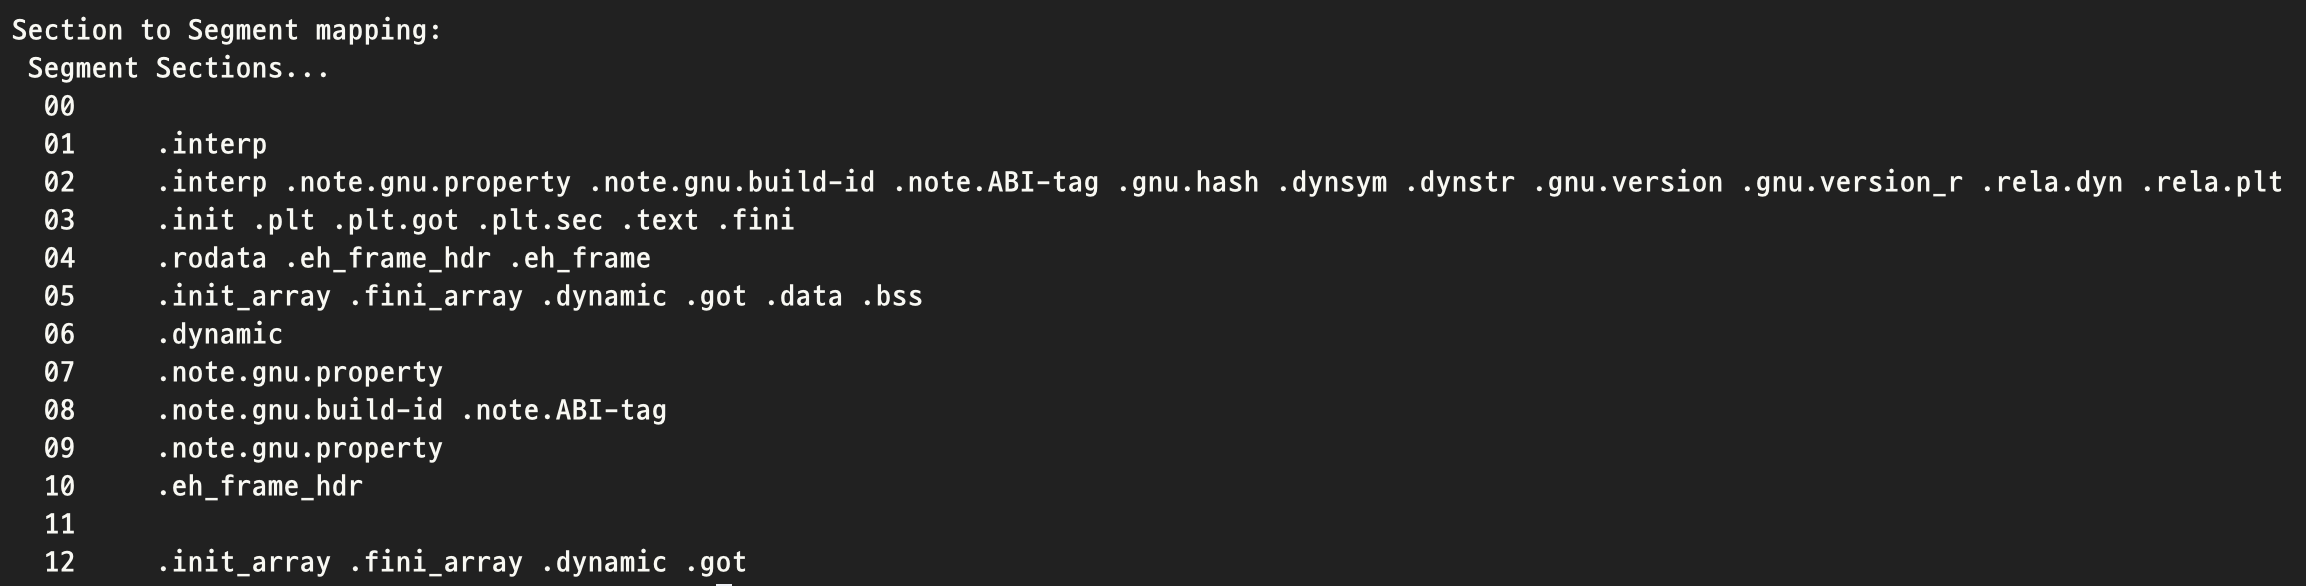 Section to Segment mapping:
Segment Sections...
00
01 .interp
02 .interp .note.gnu.property .note.gnu.build-id .note.ABI-tag .gnu.hash .dynsym .dynstr .gnu.version .gnu.version_r .rela.dyn .rela.plt
03 .init .plt .plt.got .plt.sec .text .fini
04 .rodata .eh_frame_hdr .eh_frame
05 .init_array .fini_array .dynamic .got .data .bss
06 .dynamic
07 .note.gnu.property
08 .note.gnu.build-id .note.ABI-tag
09 .note.gnu.property
10 .eh_frame_hdr
11
12 .init_array .fini_array .dynamic .got